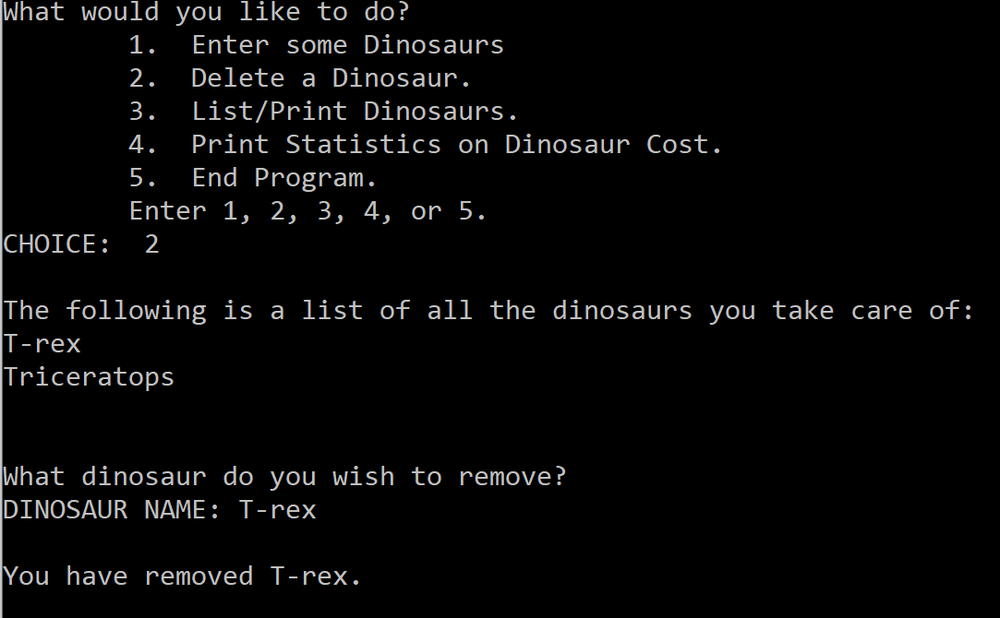 What would you like to do?
1.  Enter some Dinosaurs
2.  Delete a Dinosaur.
3.  List/Print Dinosaurs.
4.  Print Statistics on Dinosaur Cost.
5.  End Program.
Enter 1, 2, 3, 4, or 5.
CHOICE:  2
The following is a list of all the dinosaurs you take care of:
T-rex
Triceratops
What dinosaur do you wish to remove?
DINOSAUR NAME: T-rex
You have removed T-rex.